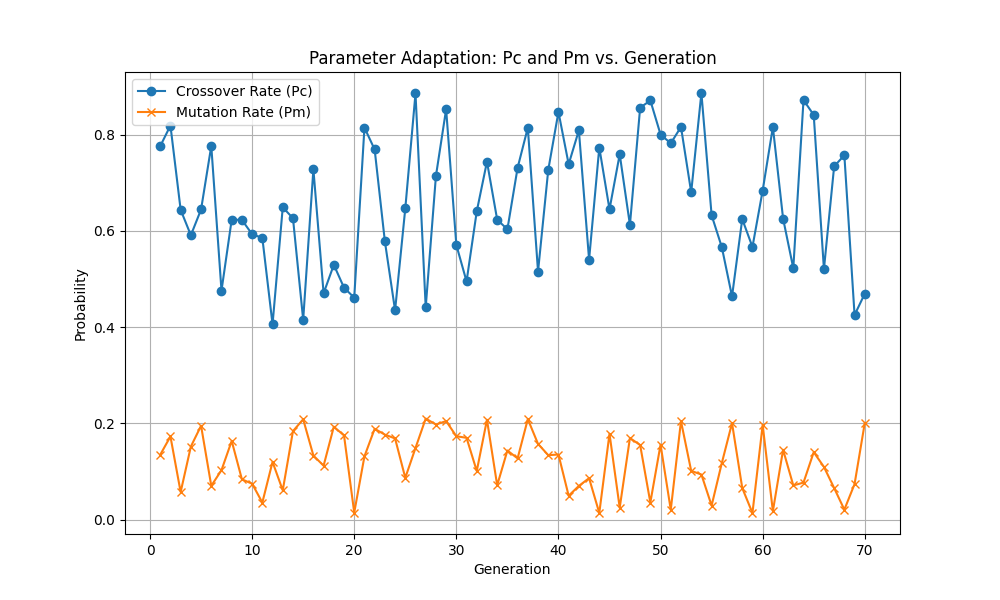 Parameter Adaptation: Pc and Pm vs. Generation
Crossover Rate (Pc)
Mutation Rate (Pm)
Probability
0.8
0.6
0.4
0.2
0.0
0 10 20 30 40 50 60 70
Generation